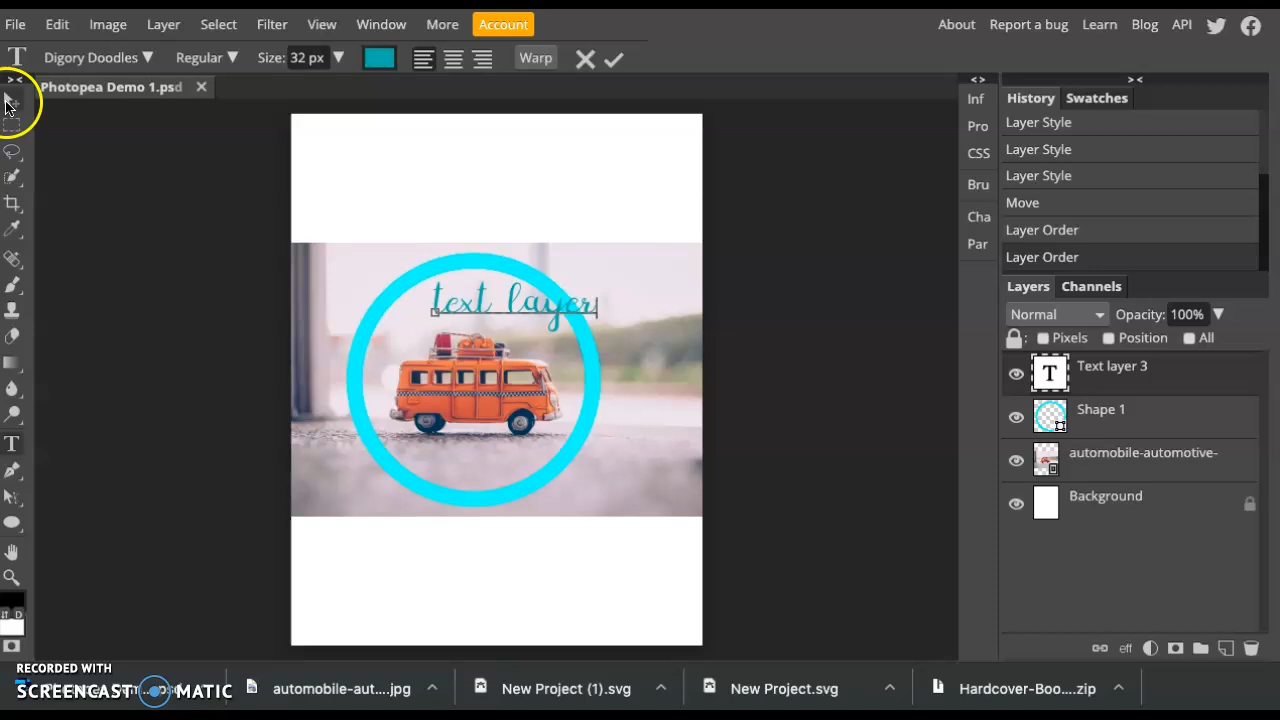 File Edit Image Layer Select Filter View Window More Account About Report a bug Learn Blog API
T Digory Doodles Regular Size: 32 px Warp
Photopea Demo 1.psd
Inf
Pro
CSS
Bru
Cha
Par
History Swatches
Layer Style
Layer Style
Layer Style
Move
Layer Order
Layer Order
Layers Channels
Normal Opacity: 100%
Pixels Position All
T Text layer 3
Shape 1
automobile-automotive-
Background
text layer
T
D
eff
RECORDED WITH
SCREENCAST MATIC
automobile-aut....jpg New Project (1).svg New Project.svg Hardcover-Boo....zip